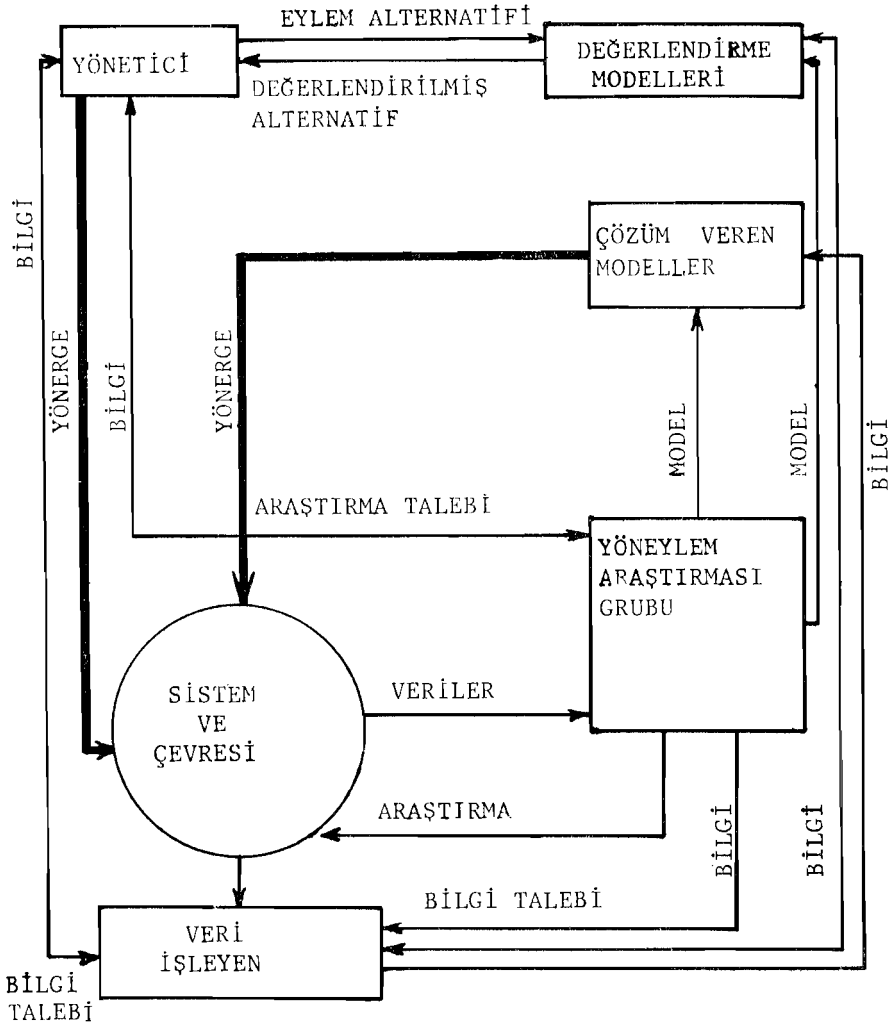 EYLEM ALTERNATİFİ
YÖNETİCİ
DEĞERLENDİRME
MODELLERİ
DEĞERLENDİRİLMİŞ
ALTERNATİF
BİLGİ
YÖNERGE
BİLGİ
YÖNERGE
ÇÖZÜM VEREN
MODELLER
MODEL
MODEL
BİLGİ
ARAŞTIRMA TALEBİ
YÖNEYLEM
ARAŞTIRMASI
GRUBU
SİSTEM
VE
ÇEVRESİ
VERİLER
ARAŞTIRMA
BİLGİ
BİLGİ
BİLGİ TALEBİ
VERİ
İŞLEYEN
BİLGİ
TALEBİ